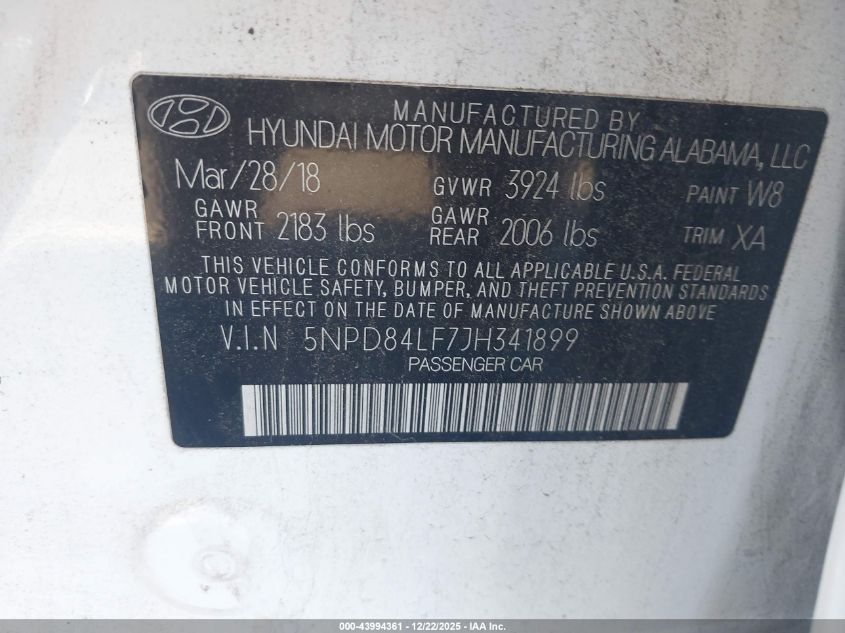 MANUFACTURED BY
HYUNDAI MOTOR MANUFACTURING ALABAMA, LLC
Mar/28/18 GVWR 3924 lbs PAINT W8
GAWR FRONT 2183 lbs GAWR REAR 2006 lbs TRIM XA
THIS VEHICLE CONFORMS TO ALL APPLICABLE U.S.A. FEDERAL
MOTOR VEHICLE SAFETY, BUMPER, AND THEFT PREVENTION STANDARDS
IN EFFECT ON THE DATE OF MANUFACTURE SHOWN ABOVE
V.I.N 5NPD84LF7JH341899
PASSENGER CAR
000-43994361 - 12/22/2025 - IAA Inc.